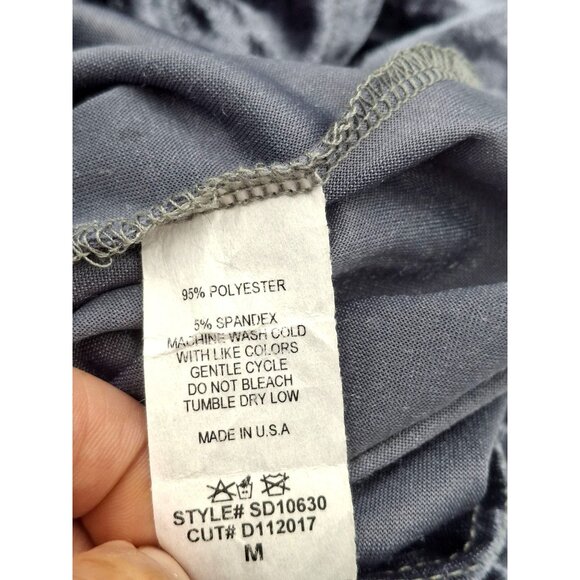 95% POLYESTER
5% SPANDEX
MACHINE WASH COLD
WITH LIKE COLORS
GENTLE CYCLE
DO NOT BLEACH
TUMBLE DRY LOW
MADE IN U.S.A
STYLE# SD10630
CUT# D112017
M